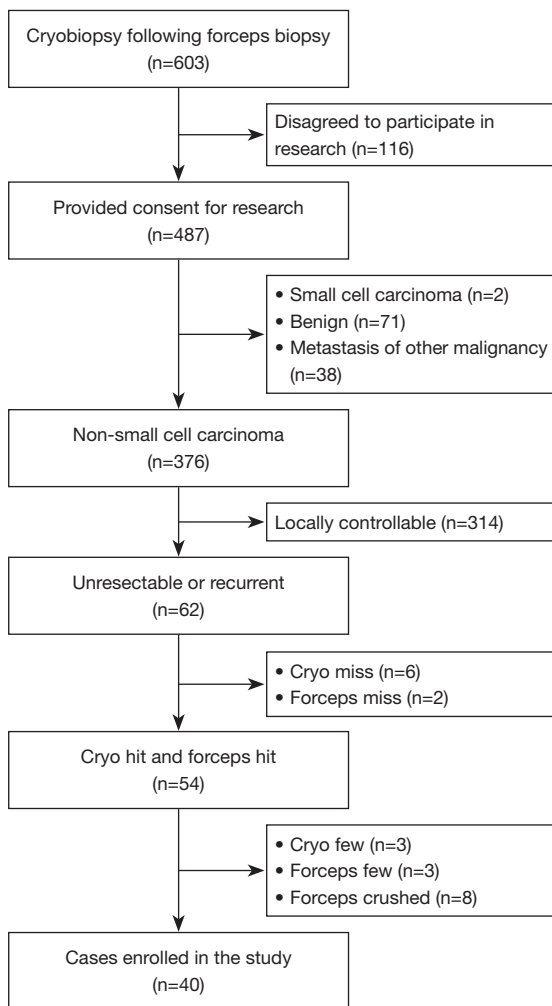 Cryobiopsy following forceps biopsy
(n=603)
Disagreed to participate in
research (n=116)
Provided consent for research
(n=487)
• Small cell carcinoma (n=2)
• Benign (n=71)
• Metastasis of other malignancy
(n=38)
Non-small cell carcinoma
(n=376)
Locally controllable (n=314)
Unresectable or recurrent
(n=62)
• Cryo miss (n=6)
• Forceps miss (n=2)
Cryo hit and forceps hit
(n=54)
• Cryo few (n=3)
• Forceps few (n=3)
• Forceps crushed (n=8)
Cases enrolled in the study
(n=40)